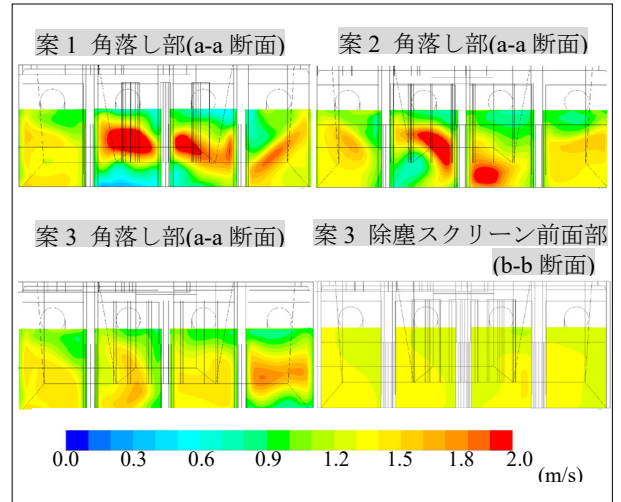 案 1 角落し部(a-a 断面)
案 2 角落し部(a-a 断面)
案 3 角落し部(a-a 断面)
案 3 除塵スクリーン前面部
(b-b 断面)
0.0 0.3 0.6 0.9 1.2 1.5 1.8 2.0
(m/s)